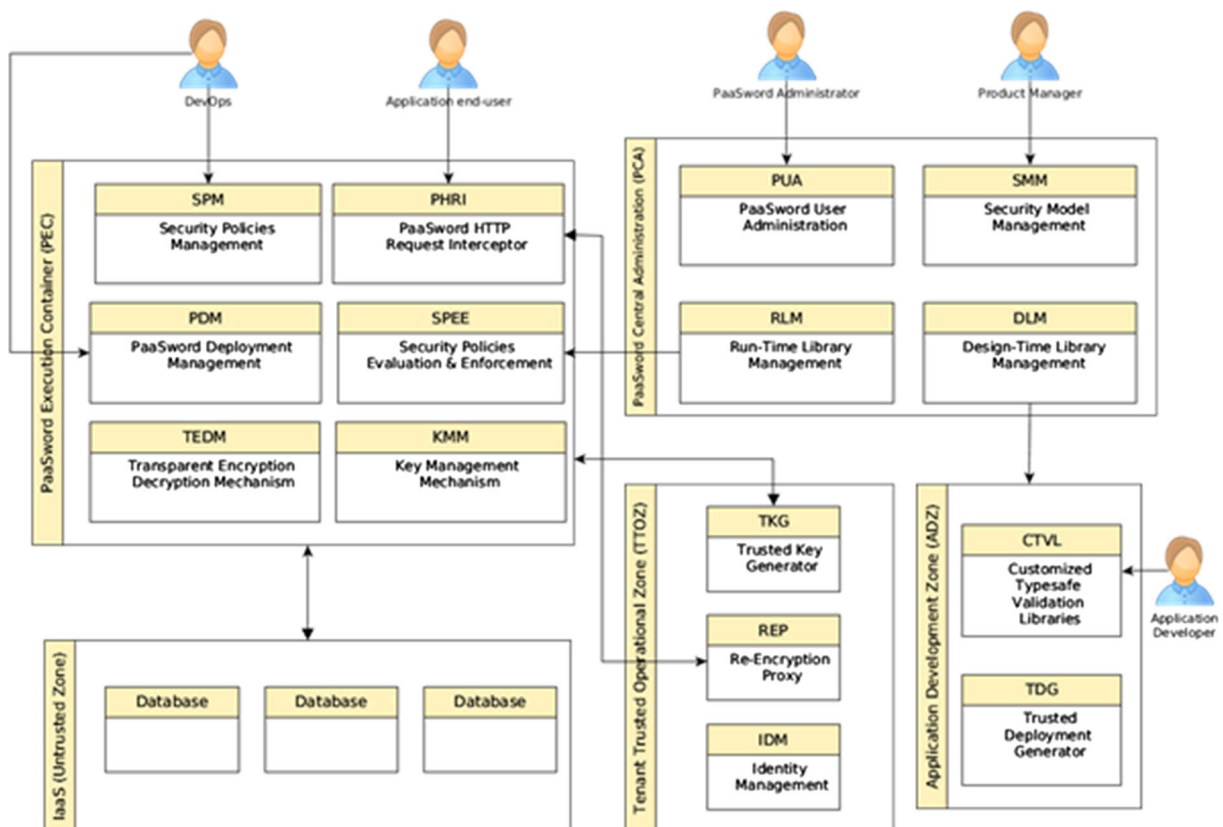 DevOps
Application end-user
PaaSword Administrator
Product Manager
PaaSword Execution Container (PEC)
SPM
Security Policies
Management
PHRI
PaaSword HTTP
Request Interceptor
PDM
PaaSword Deployment
Management
SPEE
Security Policies
Evaluation & Enforcement
TEDM
Transparent Encryption
Decryption Mechanism
KMM
Key Management
Mechanism
PaaSword Central Administration (PCA)
PUA
PaaSword User
Administration
SMM
Security Model
Management
RLM
Run-Time Library
Management
DLM
Design-Time Library
Management
IaaS (Untrusted Zone)
Database
Database
Database
Tenant Trusted Operational Zone (TTOZ)
TKG
Trusted Key
Generator
REP
Re-Encryption
Proxy
IDM
Identity
Management
Application Development Zone (ADZ)
CTVL
Customized
Typesafe
Validation
Libraries
TDG
Trusted
Deployment
Generator
Application
Developer